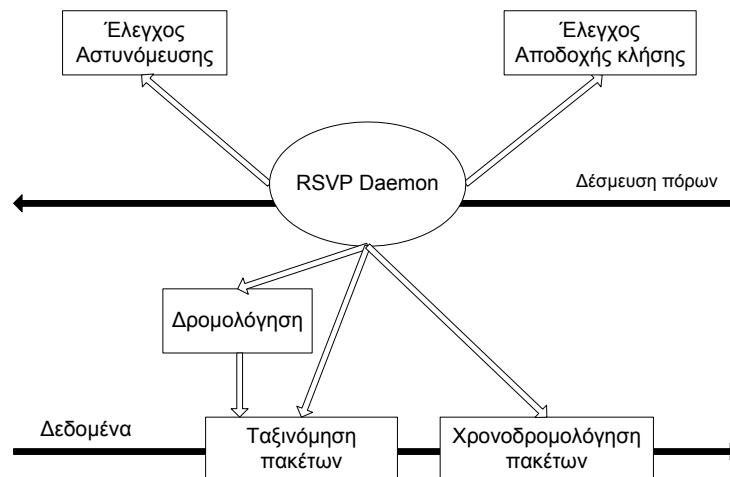 Έλεγχος
Αστυνόμευσης
Έλεγχος
Αποδοχής κλήσης
RSVP Daemon
Δέσμευση πόρων
Δρομολόγηση
Δεδομένα
Ταξινόμηση
πακέτων
Χρονοδρομολόγηση
πακέτων